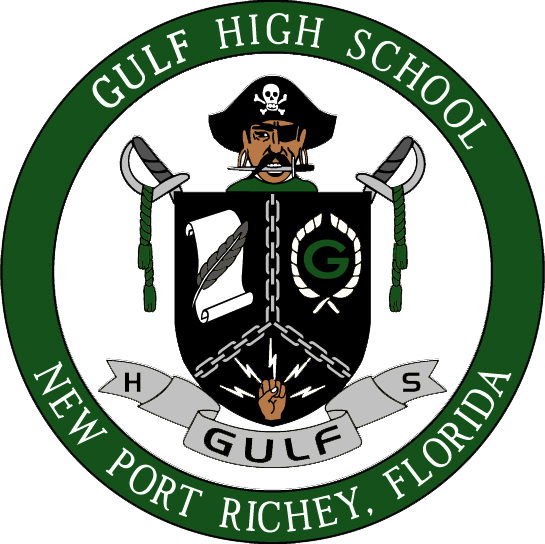 GULF HIGH SCHOOL
G
H GULF S
NEW PORT RICHEY, FLORIDA